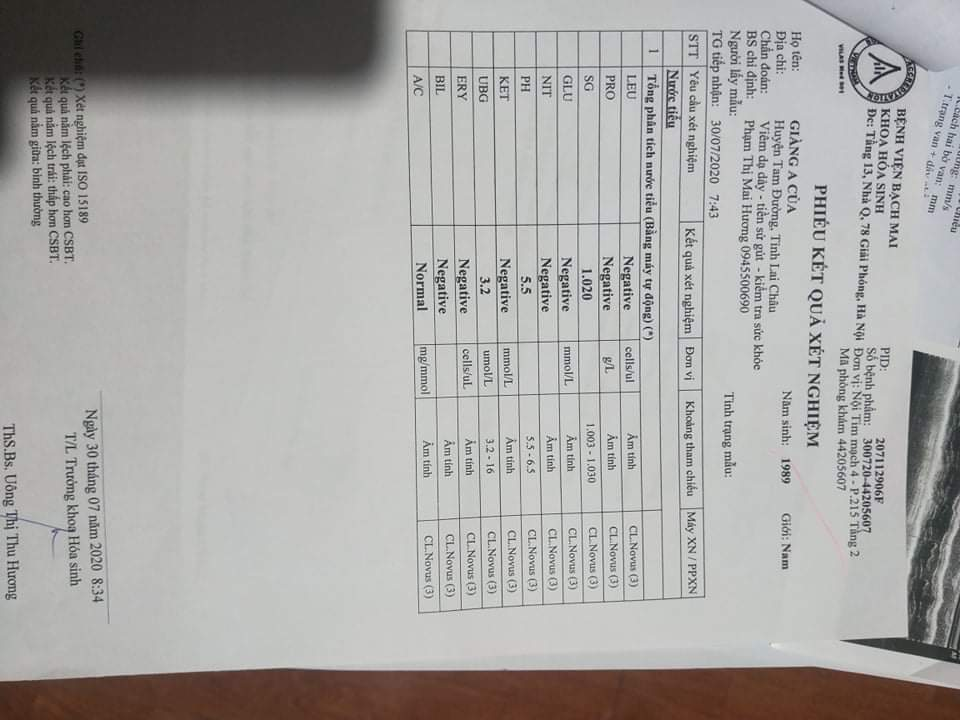 BỆNH VIỆN BẠCH MAI
KHOA HÓA SINH
Đc: Tầng 13, Nhà Q, 78 Giải Phóng, Hà Nội
ACCREDITATION
VIETNAM
VILAS Med 001
PID: 207112906F
Số bệnh phẩm: 300720-44205607
Đơn vị: Nội Tim mạch 4 - P.215 Tầng 2
Mã phòng khám 44205607
PHIẾU KẾT QUẢ XÉT NGHIỆM
Họ tên: GIÀNG A CỦA Năm sinh: 1989 Giới: Nam
Địa chỉ: Huyện Tam Đường, Tỉnh Lai Châu
Chẩn đoán: Viêm dạ dày - tiền sử gút - kiểm tra sức khỏe
BS chỉ định: Phạm Thị Mai Hương 0945500690
Người lấy mẫu: Tình trạng mẫu:
TG tiếp nhận: 30/07/2020 7:43
STT Yêu cầu xét nghiệm Kết quả xét nghiệm Đơn vị Khoảng tham chiếu Máy XN / PPXN
Nước tiểu
1 Tổng phân tích nước tiểu (Bằng máy tự động) (*)
LEU Negative cells/ul Âm tính CL.Novus (3)
PRO Negative g/L Âm tính CL.Novus (3)
SG 1.020 1.003 - 1.030 CL.Novus (3)
GLU Negative mmol/L Âm tính CL.Novus (3)
NIT Negative Âm tính CL.Novus (3)
PH 5.5 5.5 - 6.5 CL.Novus (3)
KET Negative mmol/L Âm tính CL.Novus (3)
UBG 3.2 umol/L 3.2 - 16 CL.Novus (3)
ERY Negative cells/uL Âm tính CL.Novus (3)
BIL Negative Âm tính CL.Novus (3)
A/C Normal mg/mmol Âm tính CL.Novus (3)
Ghi chú: (*) Xét nghiệm đạt ISO 15189
Kết quả nằm lệch phải: cao hơn CSBT.
Kết quả nằm lệch trái: thấp hơn CSBT.
Kết quả nằm giữa: bình thường
Ngày 30 tháng 07 năm 2020 8:34
T/L Trưởng khoa Hóa sinh
ThS.Bs. Uông Thị Thu Hương